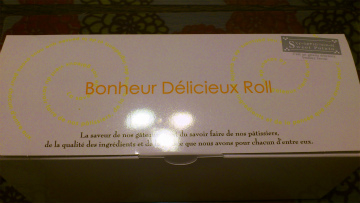 Bonheur Délicieux Roll
La saveur de nos gâteaux du savoir faire de nos pâtissiers,
de la qualité des ingrédients et de que nous avons pour chacun d'entre eux.